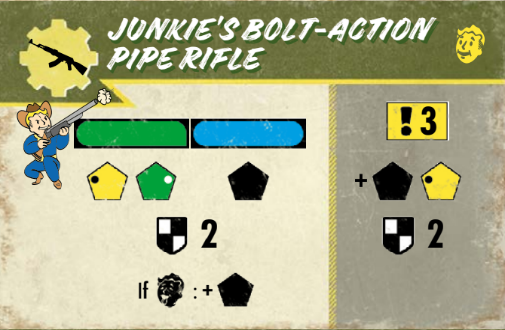 JUNKIE'S BOLT-ACTION
PIPE RIFLE
! 3
+
2
2
If : +